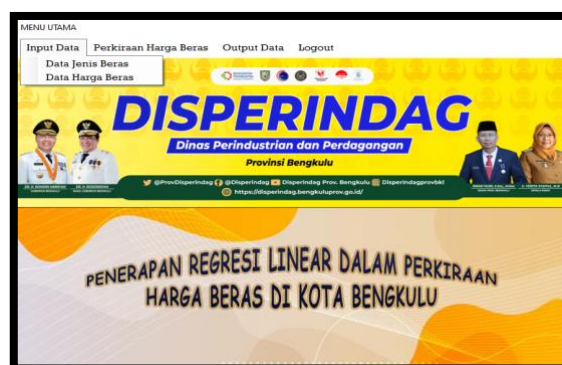 MENU UTAMA
Input Data Perkiraan Harga Beras Output Data Logout
Data Jenis Beras
Data Harga Beras
DISPERINDAG
Dinas Perindustrian dan Perdagangan
Provinsi Bengkulu
@ProvDisperindag @Disperindag Disperindag Prov. Bengkulu Disperindagprovbkl
https://disperindag.bengkuluprov.go.id/
PENERAPAN REGRESI LINEAR DALAM PERKIRAAN
HARGA BERAS DI KOTA BENGKULU